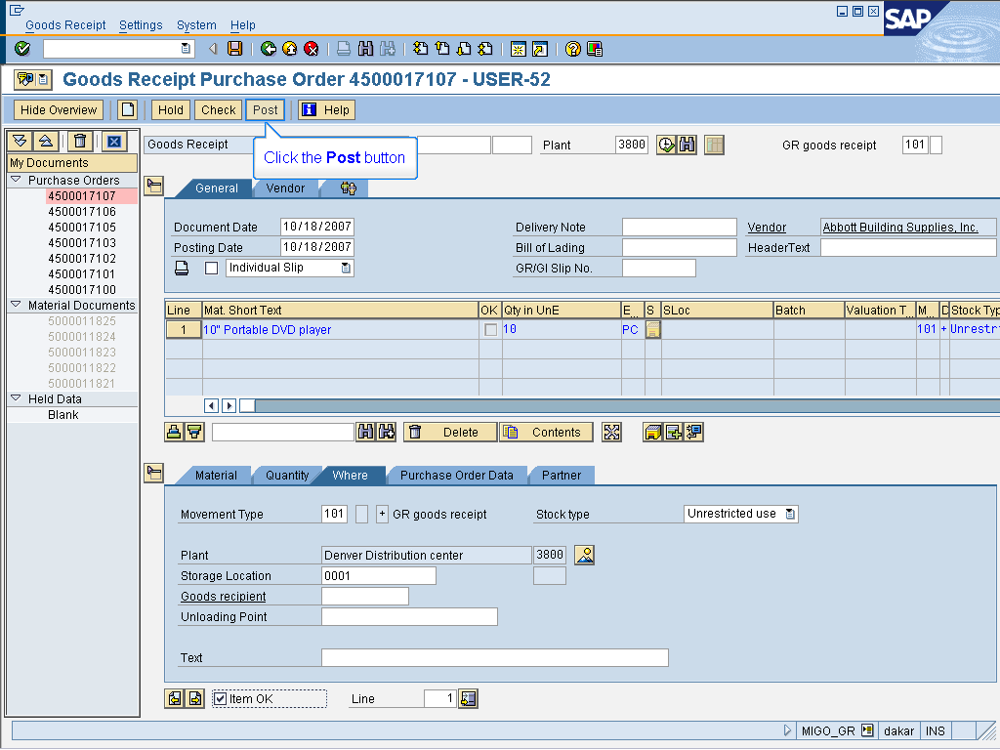 Goods Receipt Settings System Help
SAP
Goods Receipt Purchase Order 4500017107 - USER-52
Hide Overview Hold Check Post Help
Click the Post button
My Documents
Purchase Orders
4500017107
4500017106
4500017105
4500017103
4500017102
4500017101
4500017100
Material Documents
5000011825
5000011824
5000011823
5000011822
5000011821
Held Data
Blank
Goods Receipt Plant 3800 GR goods receipt 101
General Vendor
Document Date 10/18/2007 Delivery Note Vendor Abbott Building Supplies, Inc.
Posting Date 10/18/2007 Bill of Lading HeaderText
Individual Slip GR/GI Slip No.
Line Mat. Short Text OK Qty in UnE E... S SLoc Batch Valuation T... M... D Stock Typ
1 10" Portable DVD player 10 PC 101 + Unrestri
Delete Contents
Material Quantity Where Purchase Order Data Partner
Movement Type 101 + GR goods receipt Stock type Unrestricted use
Plant Denver Distribution center 3800
Storage Location 0001
Goods recipient
Unloading Point
Text
Item OK Line 1
MIGO_GR dakar INS